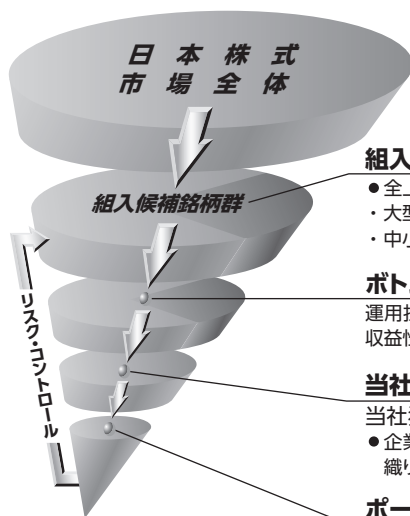 日本株式
市場全体
組入候補銘柄群
リスク・コントロール
組入
●全上
・大型
・中小
ボト
運用担
収益性
当社
当社
●企業
織り
ポー